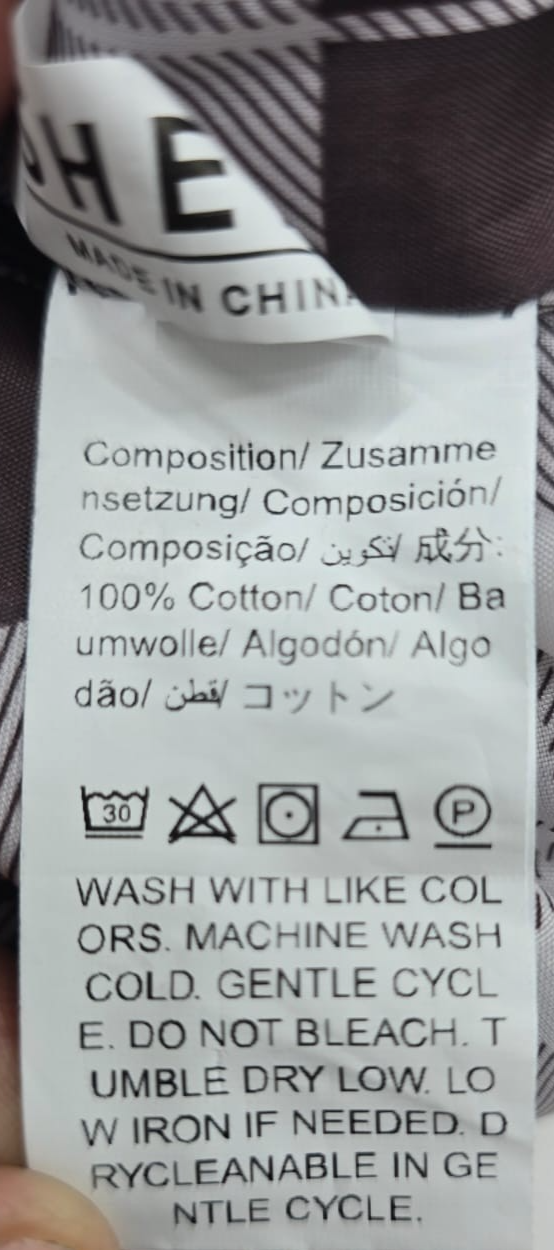 SHE
MADE IN CHINA
Composition/ Zusamme
nsetzung/ Composición/
Composição/ تكوين/ 成分:
100% Cotton/ Coton/ Ba
umwolle/ Algodón/ Algo
dão/ قطن/ コットン
30 P
WASH WITH LIKE COL
ORS. MACHINE WASH
COLD. GENTLE CYCL
E. DO NOT BLEACH. T
UMBLE DRY LOW. LO
W IRON IF NEEDED. D
RYCLEANABLE IN GE
NTLE CYCLE.